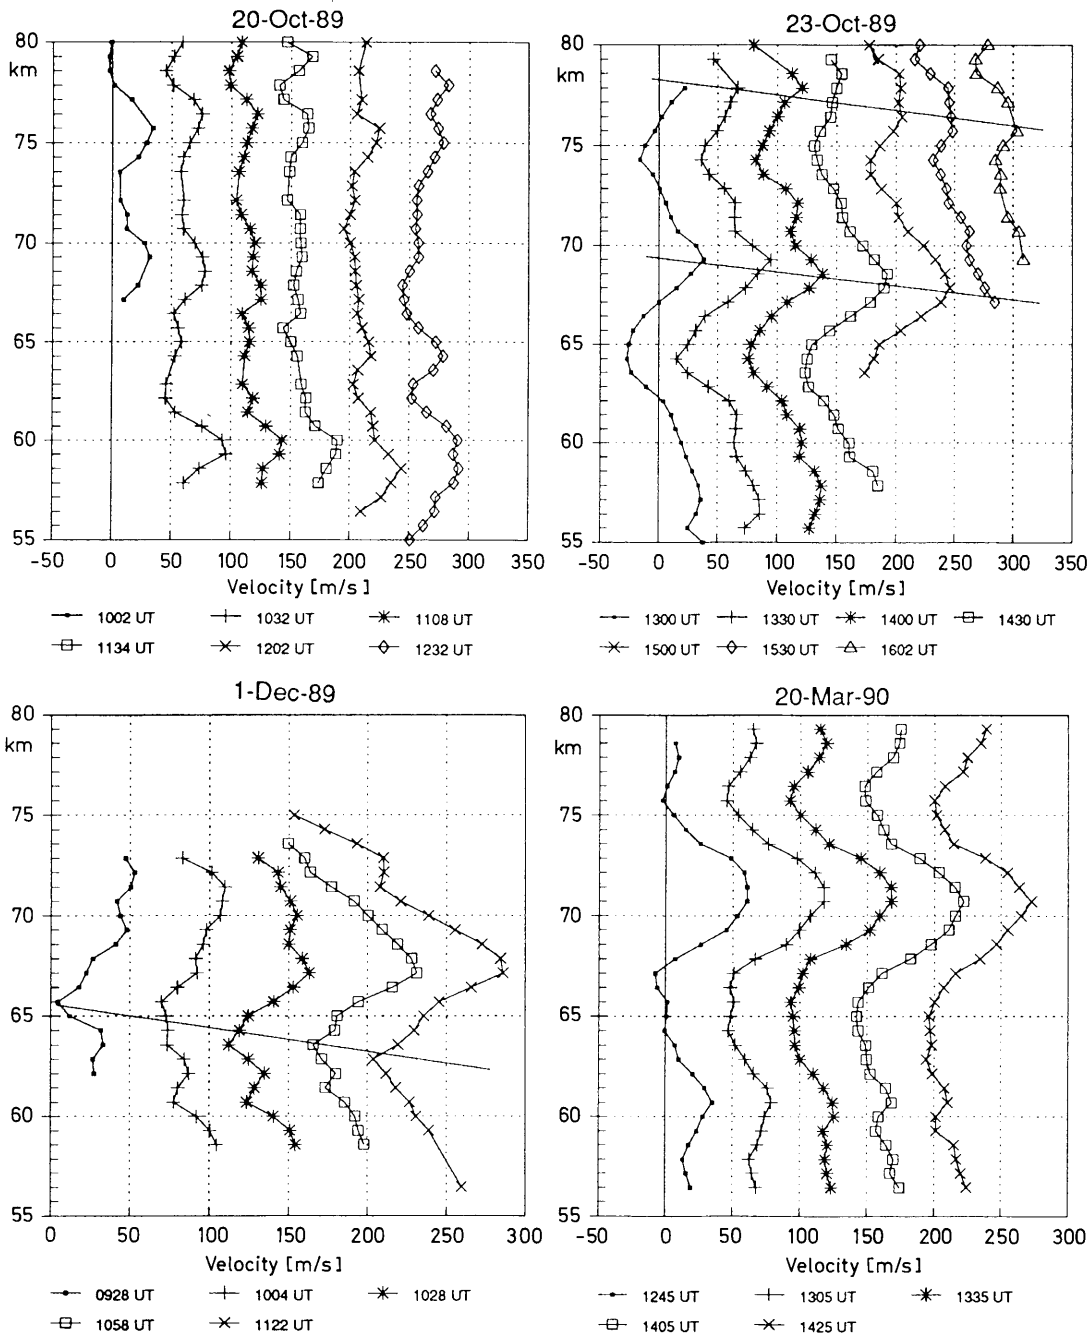 20-Oct-89
80
km
75
70
65
60
55
-50 0 50 100 150 200 250 300 350
Velocity [m/s]
1002 UT 1032 UT 1108 UT
1134 UT 1202 UT 1232 UT
23-Oct-89
80
km
75
70
65
60
55
-50 0 50 100 150 200 250 300 350
Velocity [m/s]
1300 UT 1330 UT 1400 UT 1430 UT
1500 UT 1530 UT 1602 UT
1-Dec-89
80
km
75
70
65
60
55
0 50 100 150 200 250 300
Velocity [m/s]
0928 UT 1004 UT 1028 UT
1058 UT 1122 UT
20-Mar-90
80
km
75
70
65
60
55
-50 0 50 100 150 200 250 300
Velocity [m/s]
1245 UT 1305 UT 1335 UT
1405 UT 1425 UT